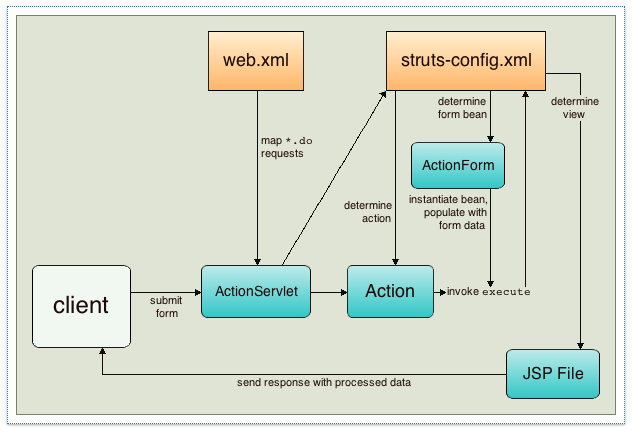 web.xml
struts-config.xml
map *.do
requests
determine
form bean
determine
view
ActionForm
determine
action
instantiate bean,
populate with
form data
client
submit
form
ActionServlet
Action
invoke execute
JSP File
send response with processed data